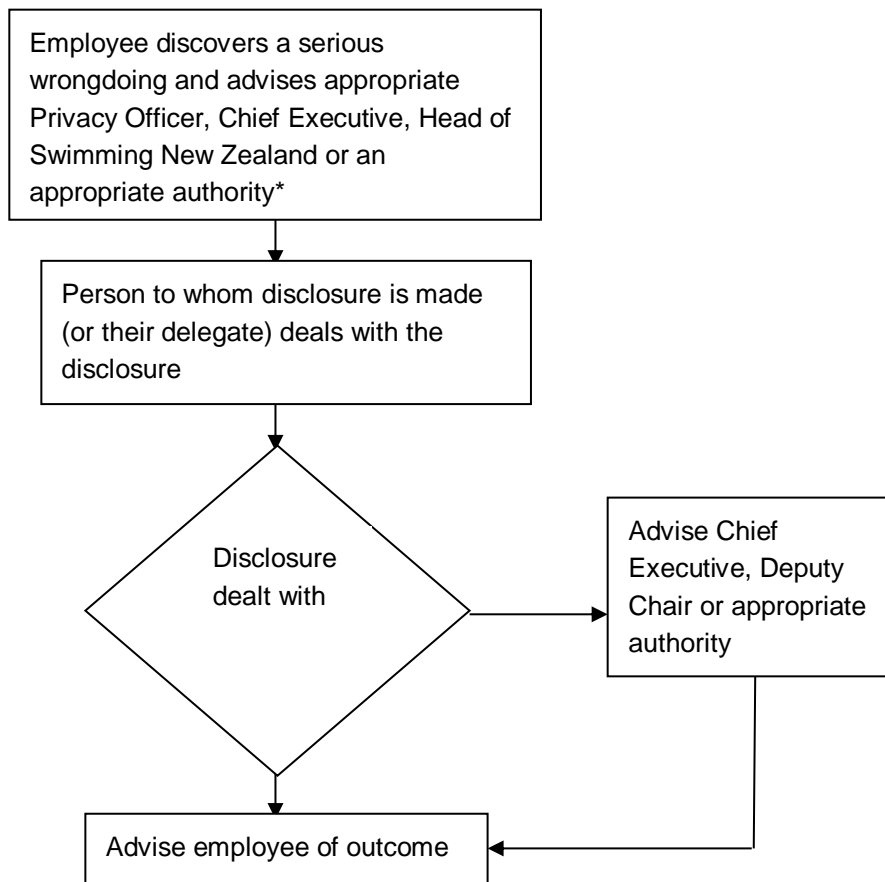 Employee discovers a serious
wrongdoing and advises appropriate
Privacy Officer, Chief Executive, Head of
Swimming New Zealand or an
appropriate authority*
Person to whom disclosure is made
(or their delegate) deals with the
disclosure
Disclosure
dealt with
Advise Chief
Executive, Deputy
Chair or appropriate
authority
Advise employee of outcome